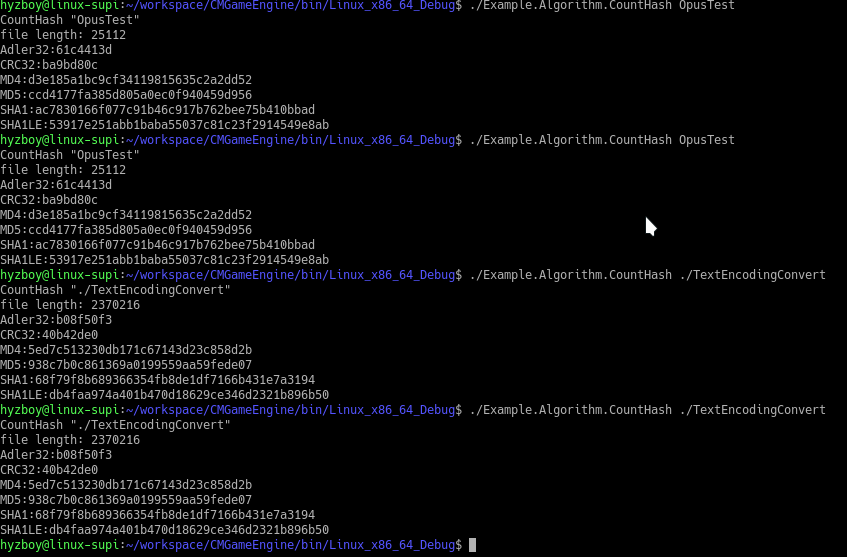 hyzboy@linux-supi:~/workspace/CMGameEngine/bin/Linux_x86_64_Debug$ ./Example.Algorithm.CountHash OpusTest
CountHash "OpusTest"
file length: 25112
Adler32:61c4413d
CRC32:ba9bd80c
MD4:d3e185a1bc9cf34119815635c2a2dd52
MD5:ccd4177fa385d805a0ec0f940459d956
SHA1:ac7830166f077c91b46c917b762bee75b410bbad
SHA1LE:53917e251abb1baba55037c81c23f2914549e8ab
hyzboy@linux-supi:~/workspace/CMGameEngine/bin/Linux_x86_64_Debug$ ./Example.Algorithm.CountHash OpusTest
CountHash "OpusTest"
file length: 25112
Adler32:61c4413d
CRC32:ba9bd80c
MD4:d3e185a1bc9cf34119815635c2a2dd52
MD5:ccd4177fa385d805a0ec0f940459d956
SHA1:ac7830166f077c91b46c917b762bee75b410bbad
SHA1LE:53917e251abb1baba55037c81c23f2914549e8ab
hyzboy@linux-supi:~/workspace/CMGameEngine/bin/Linux_x86_64_Debug$ ./Example.Algorithm.CountHash ./TextEncodingConvert
CountHash "./TextEncodingConvert"
file length: 2370216
Adler32:b08f50f3
CRC32:40b42de0
MD4:5ed7c513230db171c67143d23c858d2b
MD5:938c7b0c861369a0199559aa59fede07
SHA1:68f79f8b689366354fb8de1df7166b431e7a3194
SHA1LE:db4faa974a401b470d18629ce346d2321b896b50
hyzboy@linux-supi:~/workspace/CMGameEngine/bin/Linux_x86_64_Debug$ ./Example.Algorithm.CountHash ./TextEncodingConvert
CountHash "./TextEncodingConvert"
file length: 2370216
Adler32:b08f50f3
CRC32:40b42de0
MD4:5ed7c513230db171c67143d23c858d2b
MD5:938c7b0c861369a0199559aa59fede07
SHA1:68f79f8b689366354fb8de1df7166b431e7a3194
SHA1LE:db4faa974a401b470d18629ce346d2321b896b50
hyzboy@linux-supi:~/workspace/CMGameEngine/bin/Linux_x86_64_Debug$